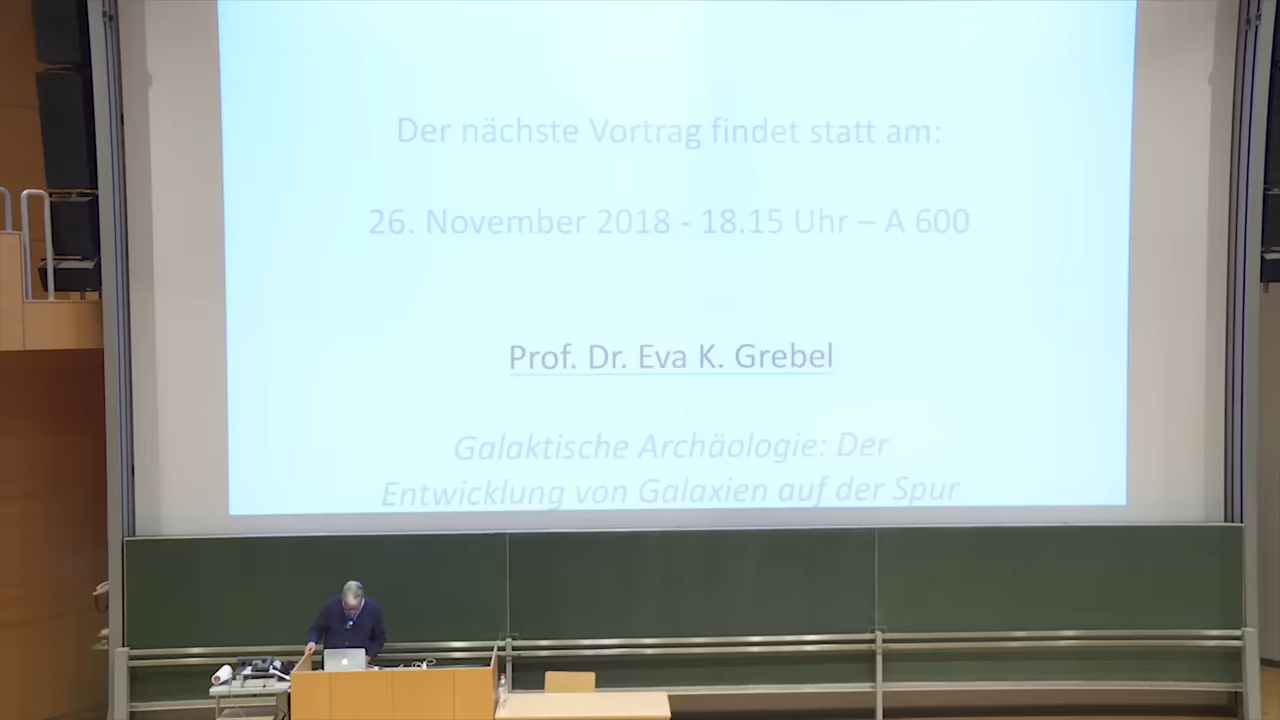 Der nächste Vortrag findet statt am:
26. November 2018 - 18.15 Uhr – A 600
Prof. Dr. Eva K. Grebel
Galaktische Archäologie: Der
Entwicklung von Galaxien auf der Spur